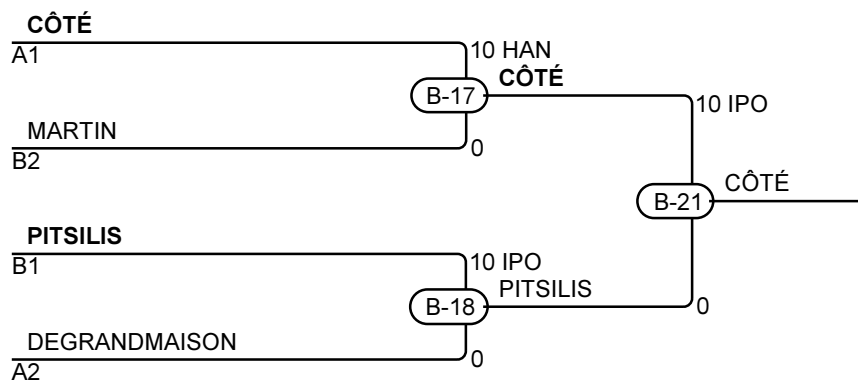 CÔTÉ
A1
10 HAN
B-17
CÔTÉ
MARTIN
B2
0
10 IPO
B-21
CÔTÉ
PITSILIS
B1
10 IPO
B-18
PITSILIS
0
DEGRANDMAISON
A2
0